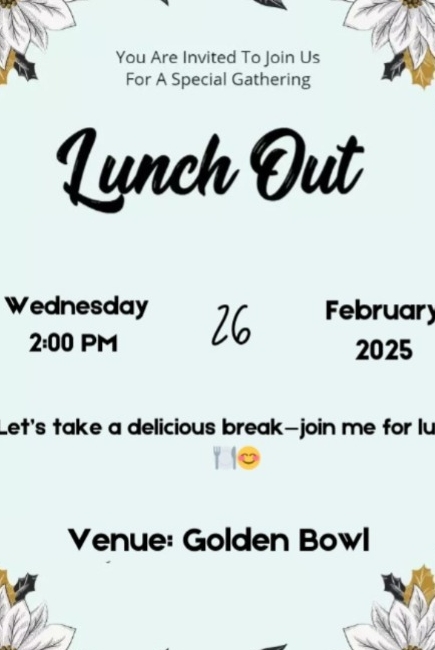 You Are Invited To Join Us
For A Special Gathering
Lunch Out
Wednesday
2:00 PM
26
February
2025
Let's take a delicious break—join me for lu
🍽️😊
Venue: Golden Bowl